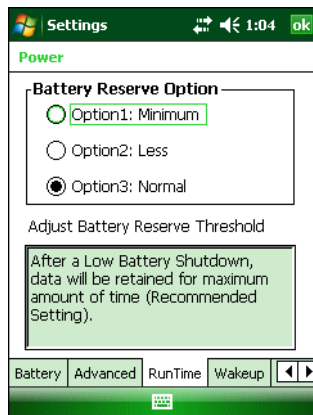 Settings 1:04 ok
Power
Battery Reserve Option
Option1: Minimum
Option2: Less
Option3: Normal
Adjust Battery Reserve Threshold
After a Low Battery Shutdown,
data will be retained for maximum
amount of time (Recommended
Setting).
Battery Advanced RunTime Wakeup